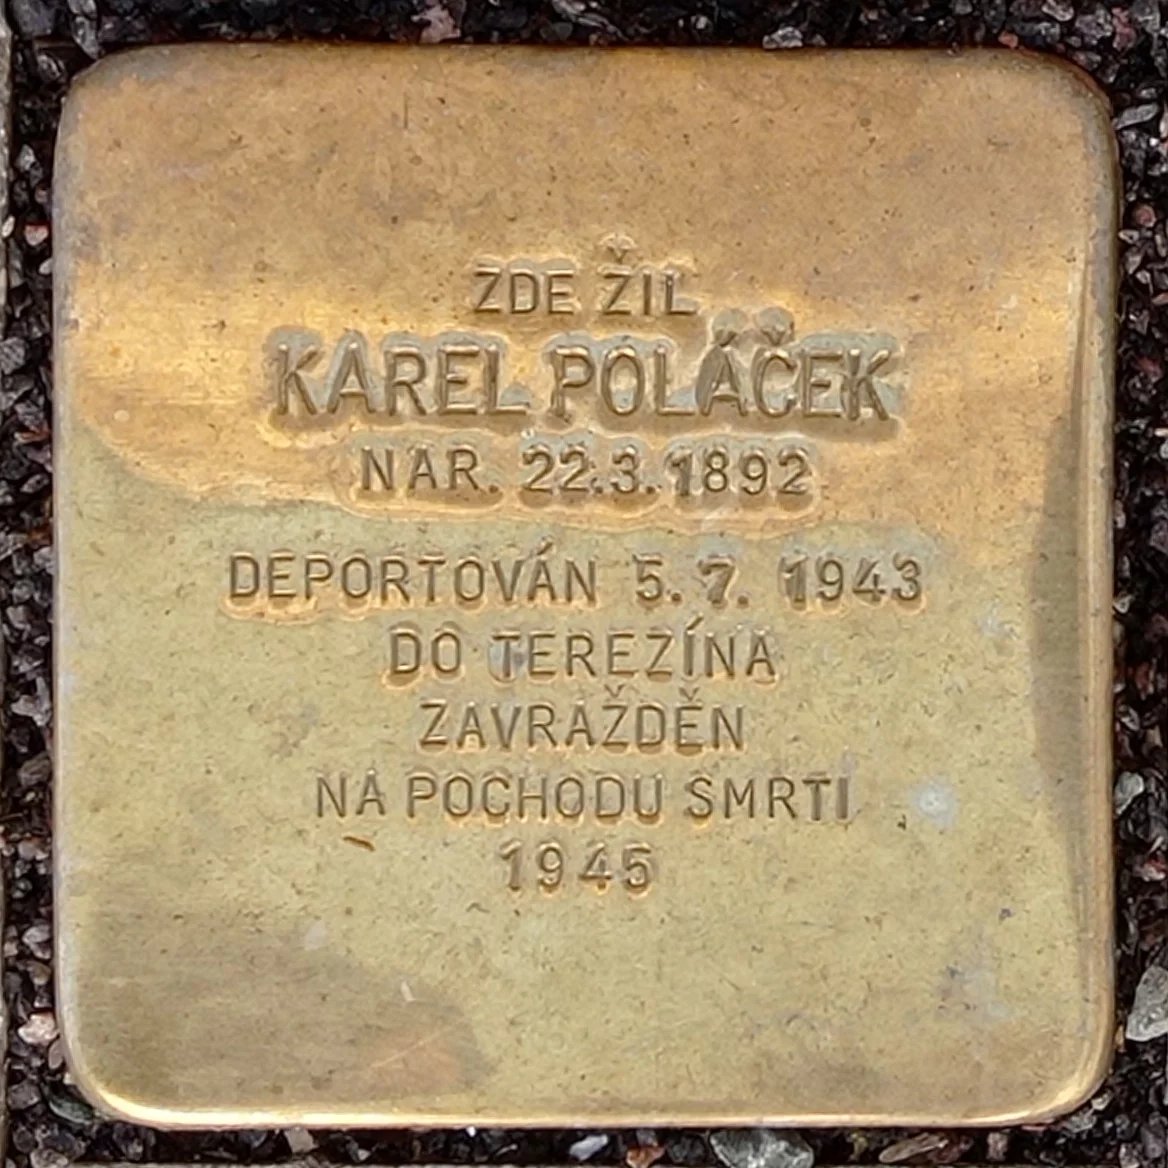 ZDE ŽIL
KAREL POLÁČEK
NAR. 22.3.1892
DEPORTOVÁN 5.7. 1943
DO TEREZÍNA
ZAVRAŽDĚN
NA POCHODU SMRTI
1945